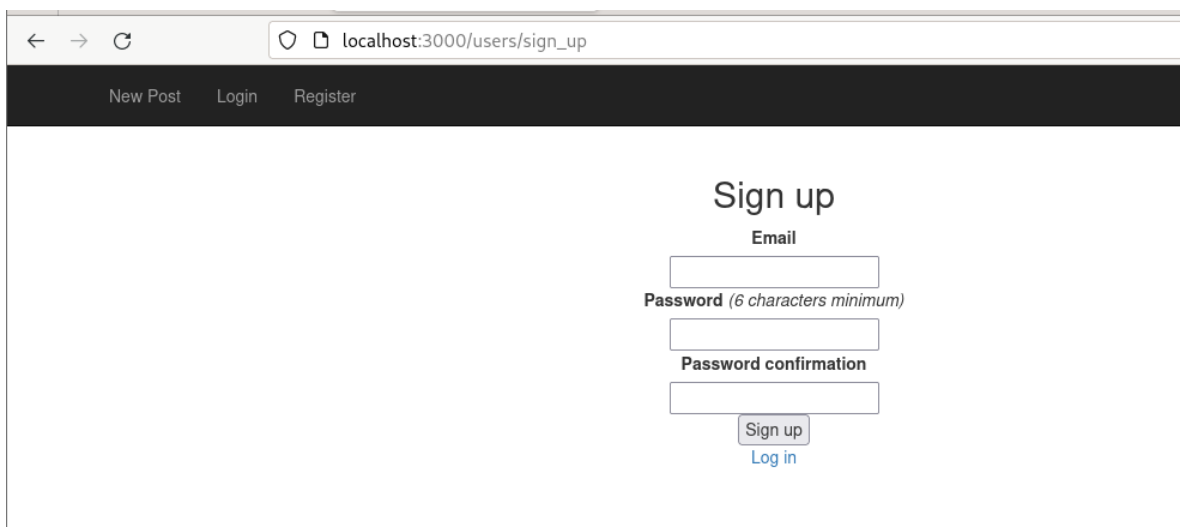 localhost:3000/users/sign_up
New Post Login Register
Sign up
Email
Password (6 characters minimum)
Password confirmation
Sign up
Log in